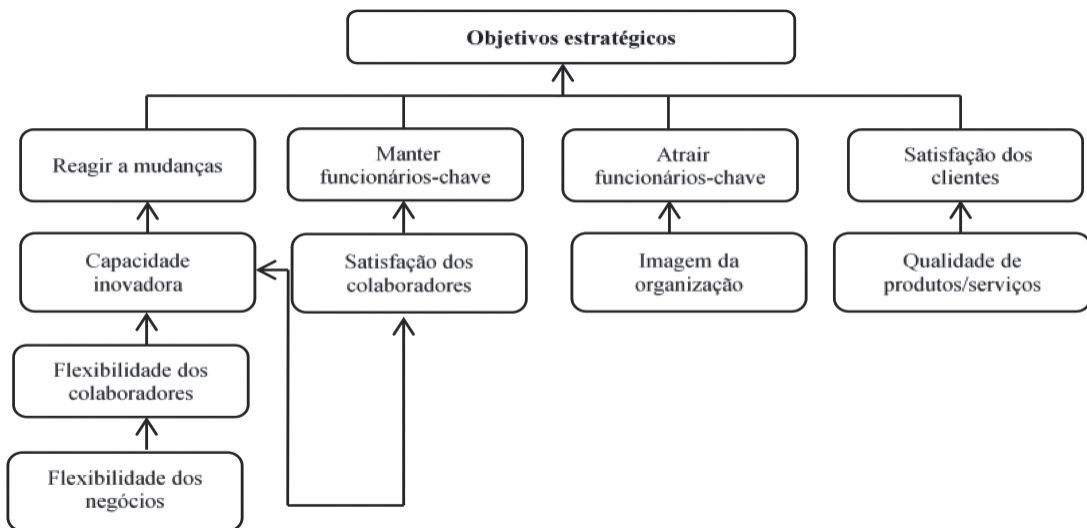 Objetivos estratégicos
Reagir a mudanças
Manter
funcionários-chave
Atrair
funcionários-chave
Satisfação dos
clientes
Capacidade
inovadora
Satisfação dos
colaboradores
Imagem da
organização
Qualidade de
produtos/serviços
Flexibilidade dos
colaboradores
Flexibilidade dos
negócios